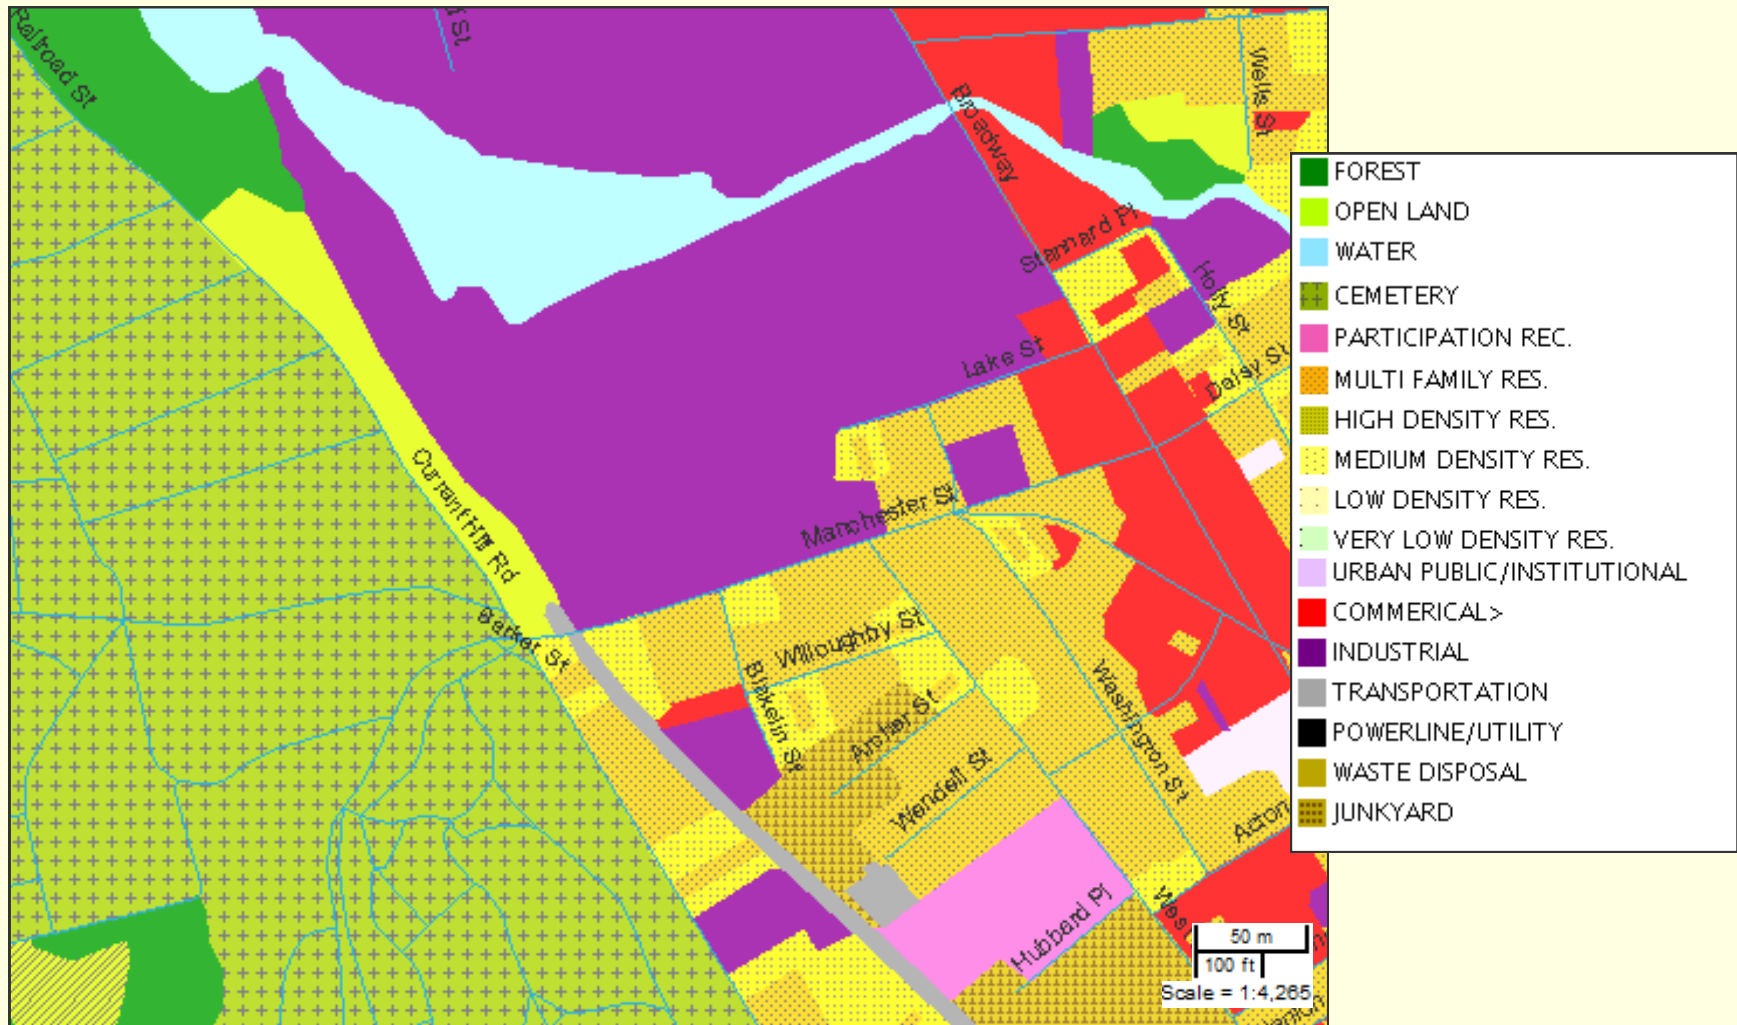 Railroad St
Wells St
Broadway
Stannard Pl
Holly St
Lake St
Daisy St
Currant Hill Rd
Manchester St
Barker St
Willoughby St
Blakelin St
Archer St
Washington St
Wendell St
Acton
Hubbard Pl
West
FOREST
OPEN LAND
WATER
CEMETERY
PARTICIPATION REC.
MULTI FAMILY RES.
HIGH DENSITY RES.
MEDIUM DENSITY RES.
LOW DENSITY RES.
VERY LOW DENSITY RES.
URBAN PUBLIC/INSTITUTIONAL
COMMERICAL>
INDUSTRIAL
TRANSPORTATION
POWERLINE/UTILITY
WASTE DISPOSAL
JUNKYARD
50 m
100 ft
Scale = 1:4,265